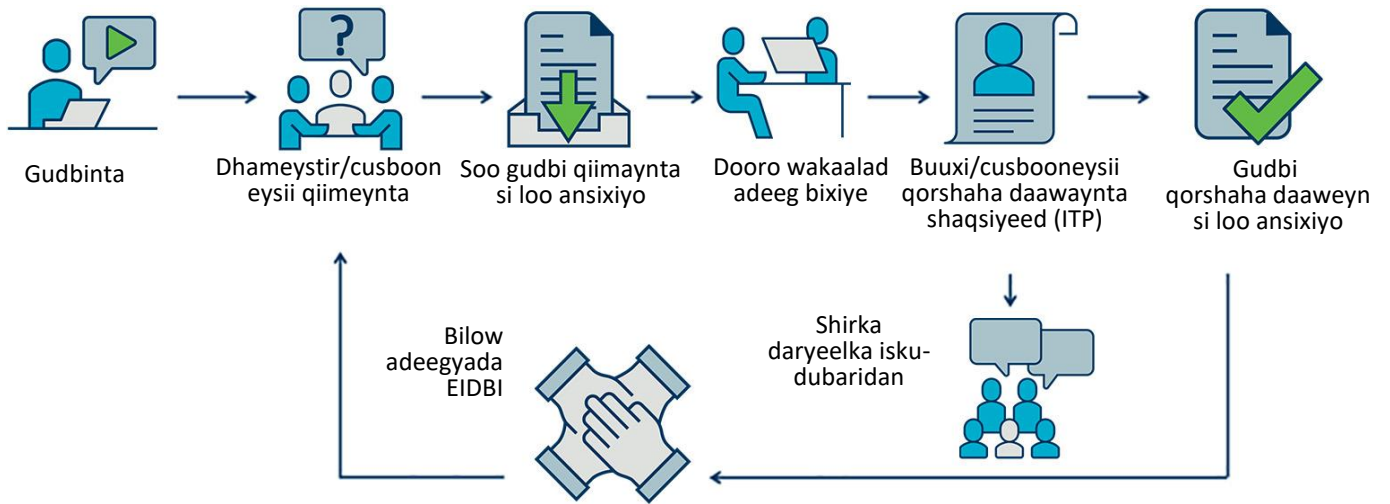 ?
Gudbinta
Dhameystir/cusboon
eysii qiimeynta
Soo gudbi qiimaynta
si loo ansixiyo
Dooro wakaalad
adeeg bixiye
Buuxi/cusbooneysii
qorshaha daawaynta
shaqsiyeed (ITP)
Gudbi
qorshaha daaweyn
si loo ansixiyo
Shirka
daryeelka isku-
dubaridan
Bilow
adeegyada
EIDBI